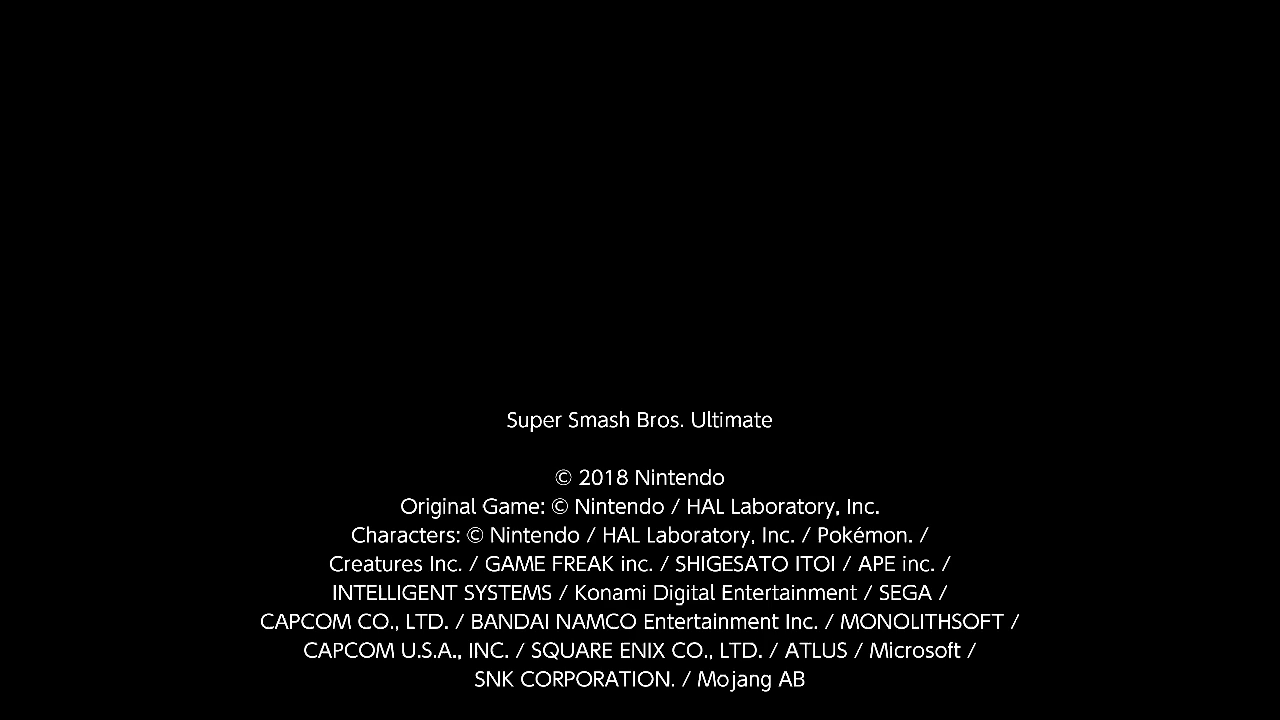 Super Smash Bros. Ultimate
© 2018 Nintendo
Original Game: © Nintendo / HAL Laboratory, Inc.
Characters: © Nintendo / HAL Laboratory, Inc. / Pokémon. /
Creatures Inc. / GAME FREAK inc. / SHIGESATO ITOI / APE inc. /
INTELLIGENT SYSTEMS / Konami Digital Entertainment / SEGA /
CAPCOM CO., LTD. / BANDAI NAMCO Entertainment Inc. / MONOLITHSOFT /
CAPCOM U.S.A., INC. / SQUARE ENIX CO., LTD. / ATLUS / Microsoft /
SNK CORPORATION. / Mojang AB